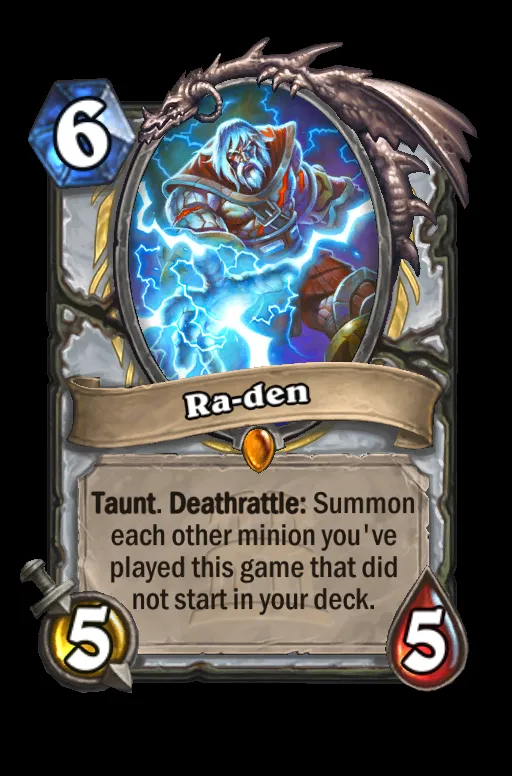 6
Ra-den
Taunt. Deathrattle: Summon
each other minion you've
played this game that did
not start in your deck.
5
5